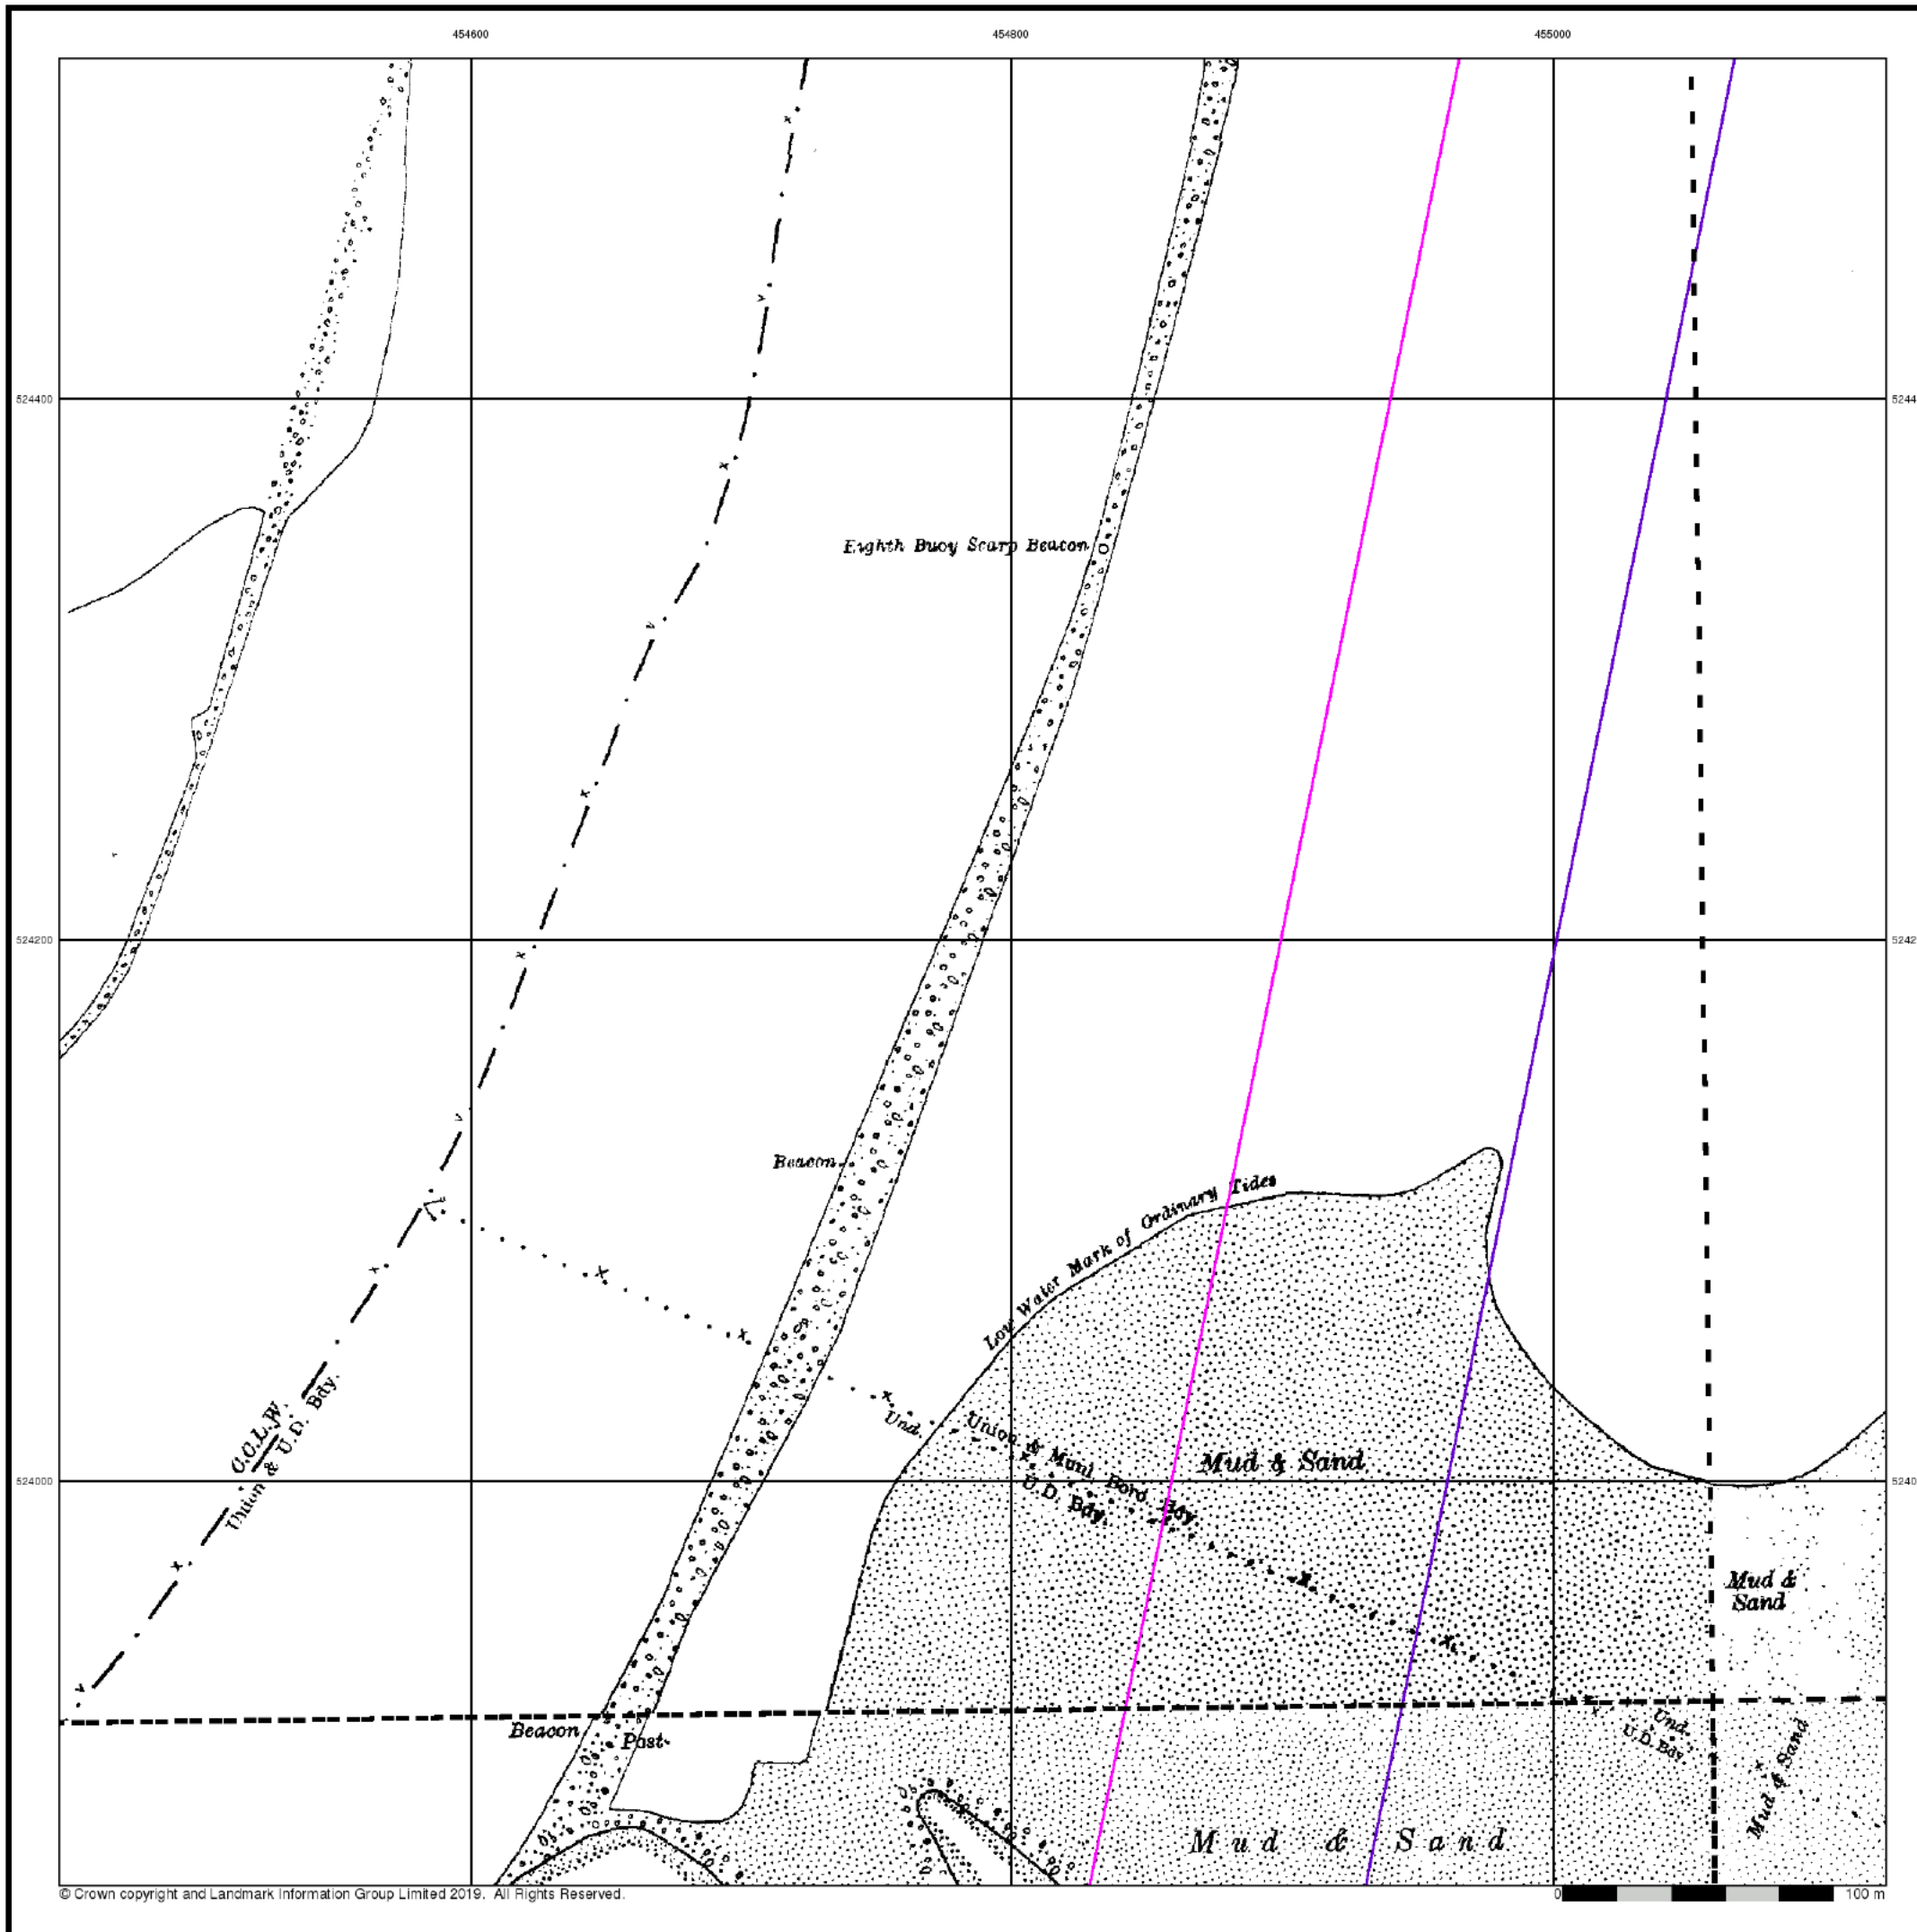 454600 454800 455000
524400
5244
Eighth Buoy Scarp Beacon
524200
5242
Beacon
Low Water Mark of Ordinary Tides
C.C.L.W.
Union & U.D. Bdy.
Und.
Union & Muni. Boro. Bdy
U.D. Bdy.
Mud & Sand
524000
5240
Mud &
Sand
Beacon
Post
Und.
U.D. Bdy.
Mud & Sand
Mud & Sand
© Crown copyright and Landmark Information Group Limited 2019. All Rights Reserved.
0 100 m